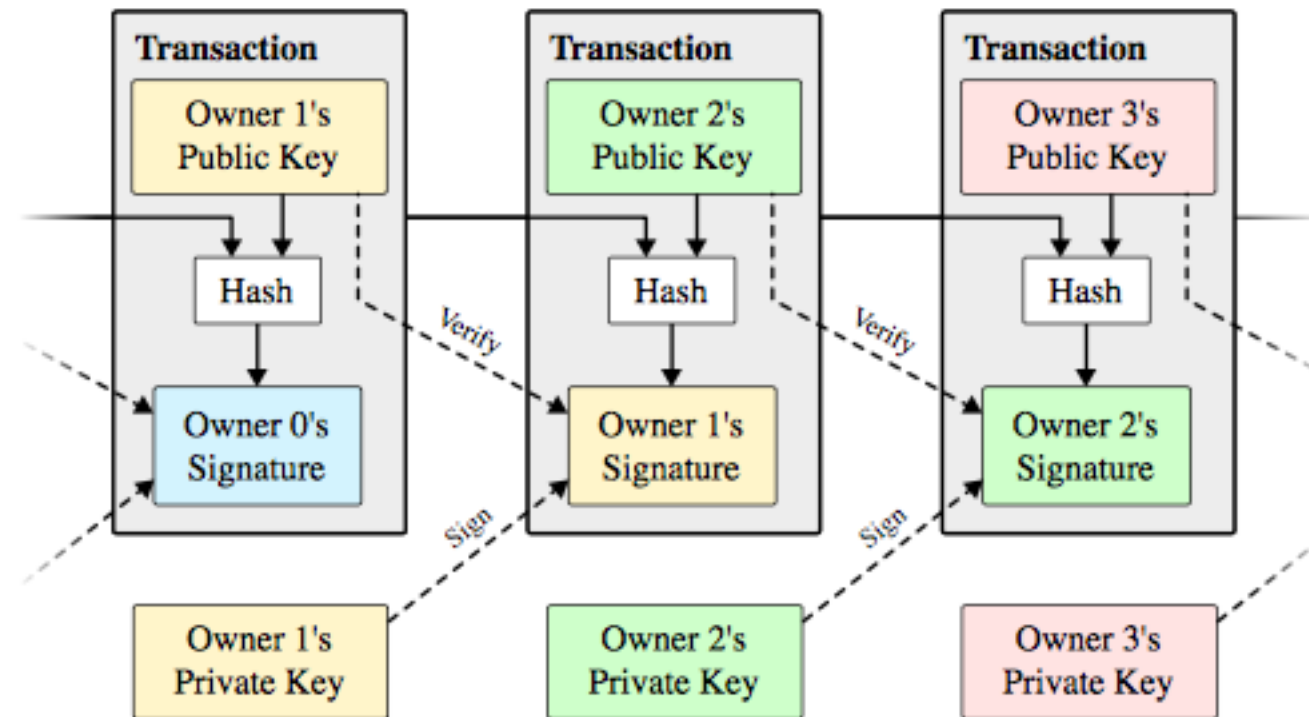 Transaction
Owner 1's
Public Key
Hash
Owner 0's
Signature
Transaction
Owner 2's
Public Key
Hash
Verify
Owner 1's
Signature
Sign
Transaction
Owner 3's
Public Key
Hash
Verify
Owner 2's
Signature
Sign
Owner 1's
Private Key
Owner 2's
Private Key
Owner 3's
Private Key